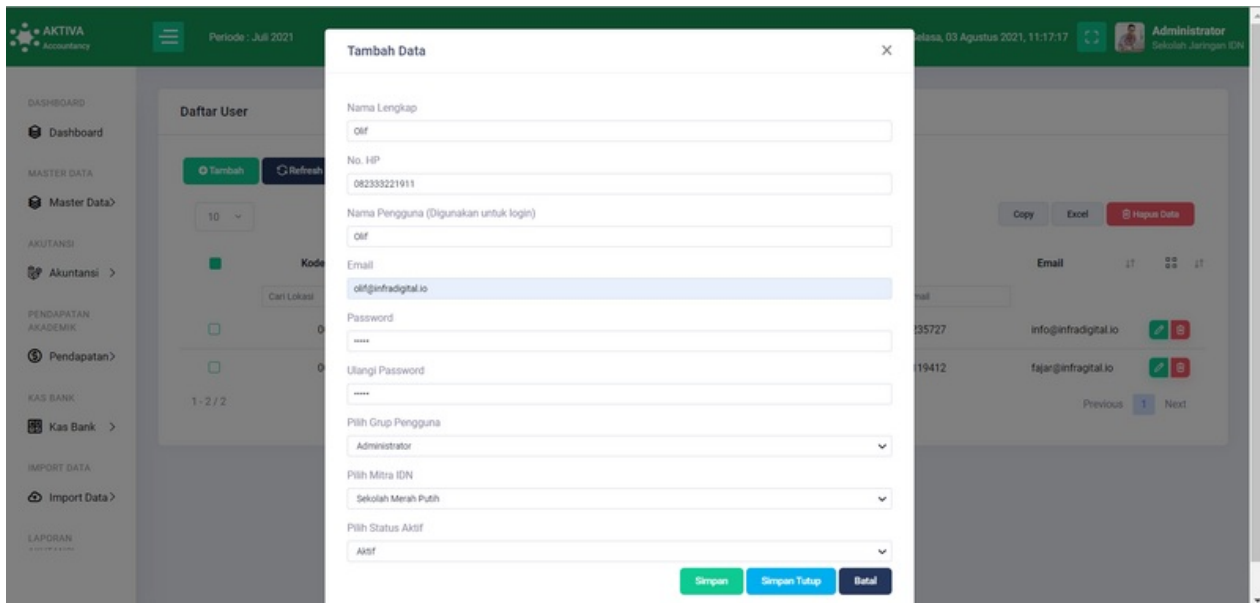 AKTIVA
Accountancy
Periode : Juli 2021
Selasa, 03 Agustus 2021, 11:17:17
Administrator
Sekolah Jaringan IDN
DASHBOARD
Dashboard
MASTER DATA
Master Data>
AKUTANSI
Akuntansi >
PENDAPATAN
AKADEMIK
Pendapatan>
KAS BANK
Kas Bank >
IMPORT DATA
Import Data >
LAPORAN
Daftar User
Tambah
Refresh
10
Copy
Excel
Hapus Data
Kode
Email
Cari Lokasi
235727
info@infradigital.io
119412
fajar@infragital.io
1 - 2 / 2
Previous
1
Next
Tambah Data
×
Nama Lengkap
Olif
No. HP
082333221911
Nama Pengguna (Digunakan untuk login)
Olif
Email
olif@infradigital.io
Password
•••••
Ulangi Password
•••••
Pilih Grup Pengguna
Administrator
Pilih Mitra IDN
Sekolah Merah Putih
Pilih Status Aktif
Aktif
Simpan
Simpan Tutup
Batal